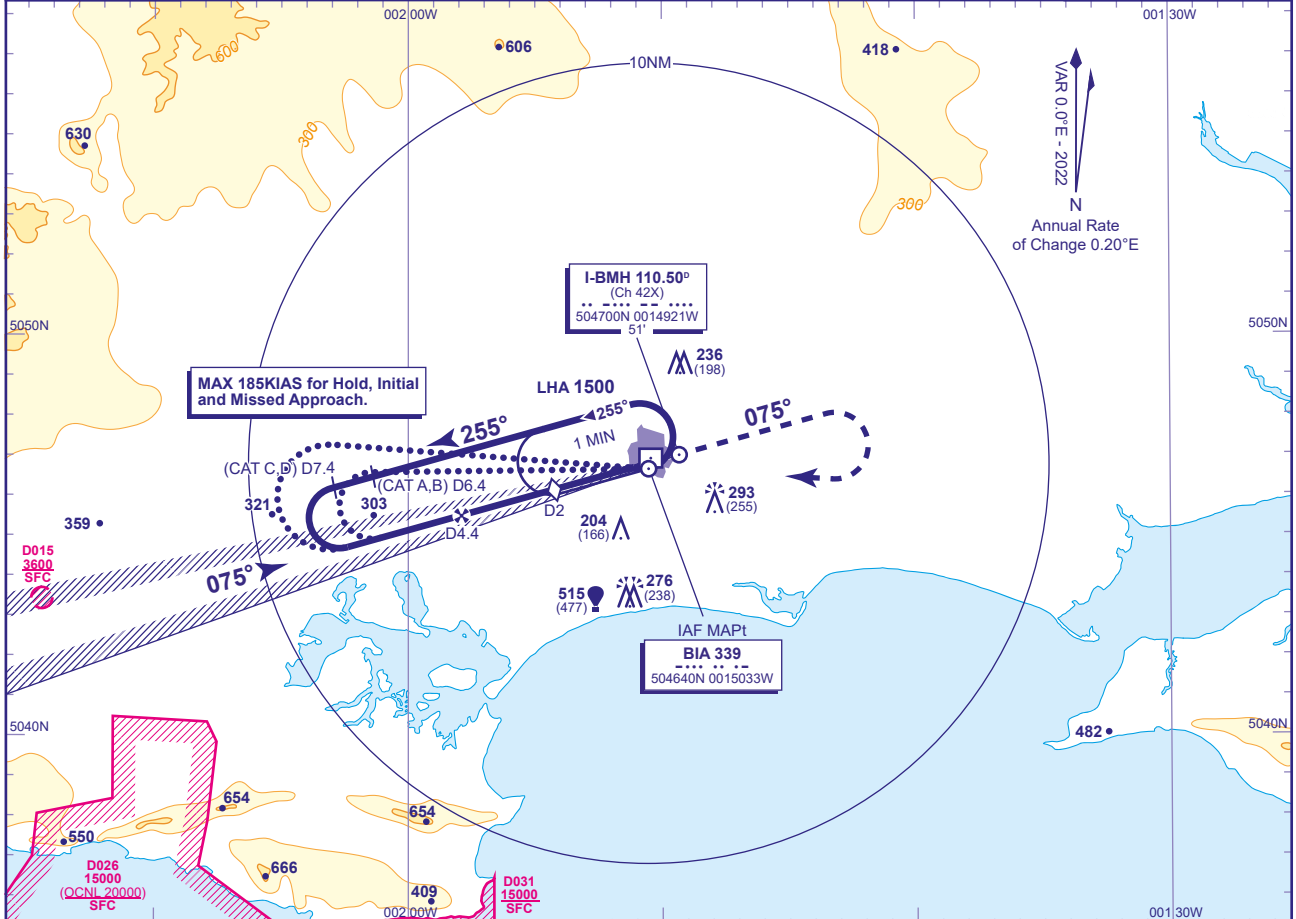 002 00W
001 30W
600
606
418
10NM
VAR 0.0°E - 2022
630
300
300
N
Annual Rate
of Change 0.20°E
I-BMH 110.50ᴰ
(Ch 42X)
·· −··· −− ····
504700N 0014921W
51'
5050N
5050N
236
(198)
MAX 185KIAS for Hold, Initial
and Missed Approach.
LHA 1500
255°
075°
255°
1 MIN
(CAT C,D) D7.4
(CAT A,B) D6.4
321
303
D2
293
(255)
359
D4.4
204
(166)
D015
3600
SFC
075°
515
(477)
276
(238)
IAF MAPt
BIA 339
−··· ·· ·−
504640N 0015033W
5040N
482
5040N
654
654
550
D026
15000
(OCNL 20000)
SFC
666
409
D031
15000
SFC
002 00W
001 30W